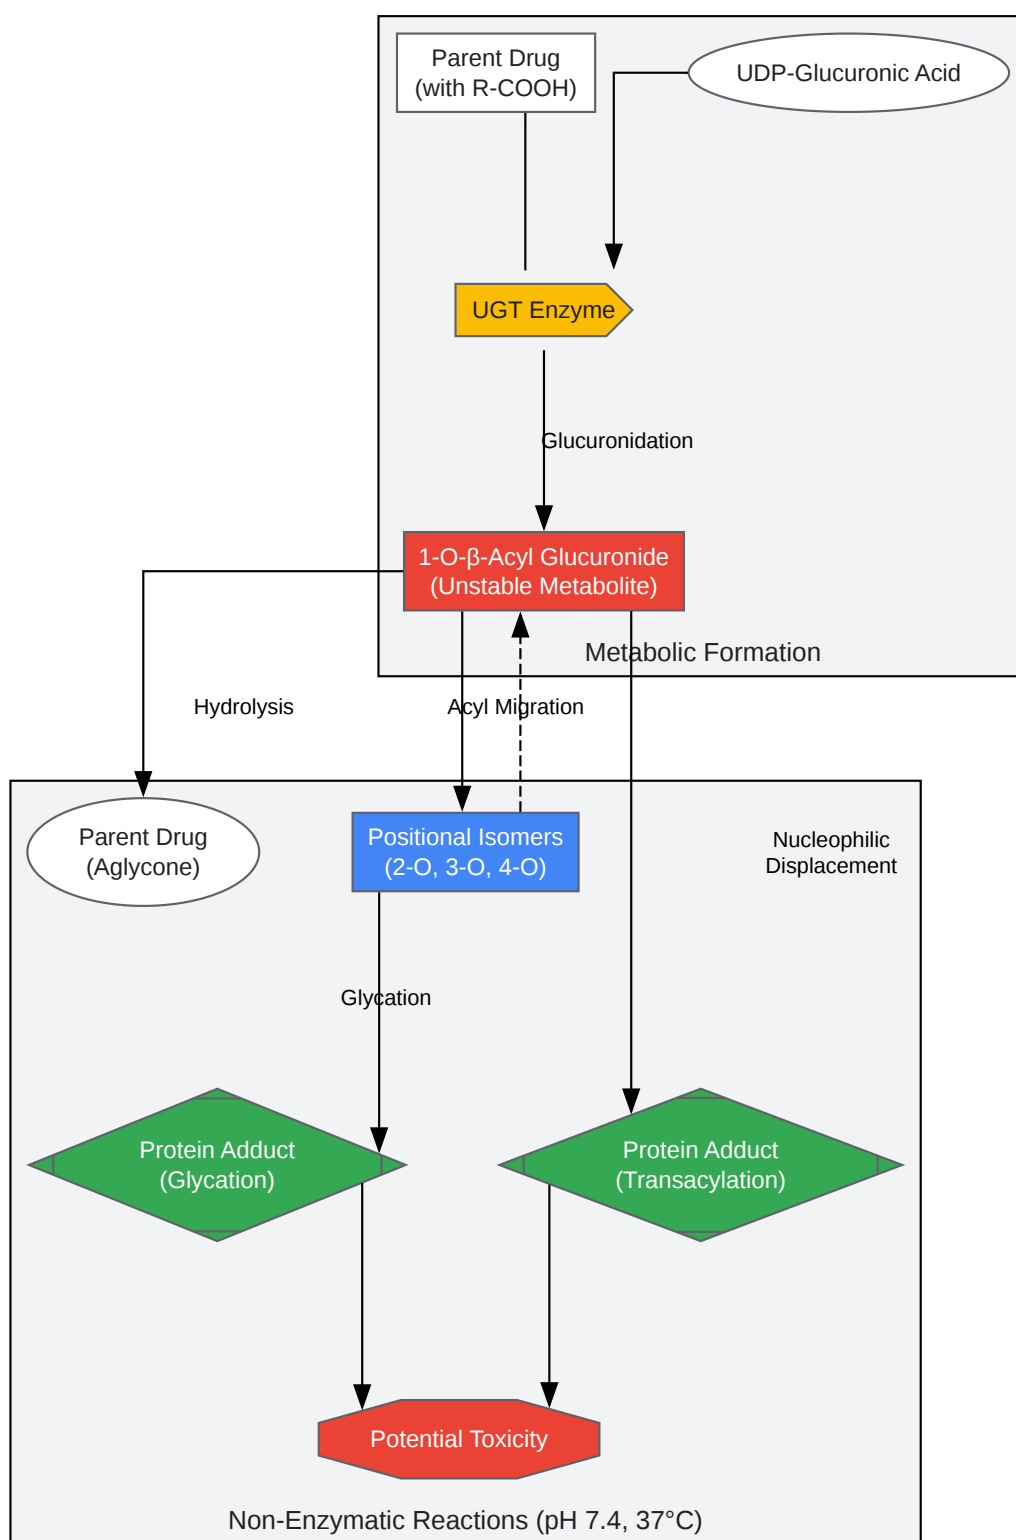 Parent Drug
(with R-COOH)
UDP-Glucuronic Acid
UGT Enzyme
Glucuronidation
1-O-β-Acyl Glucuronide
(Unstable Metabolite)
Metabolic Formation
Hydrolysis
Acyl Migration
Parent Drug
(Aglycone)
Positional Isomers
(2-O, 3-O, 4-O)
Nucleophilic
Displacement
Glycation
Protein Adduct
(Glycation)
Protein Adduct
(Transacylation)
Potential Toxicity
Non-Enzymatic Reactions (pH 7.4, 37°C)